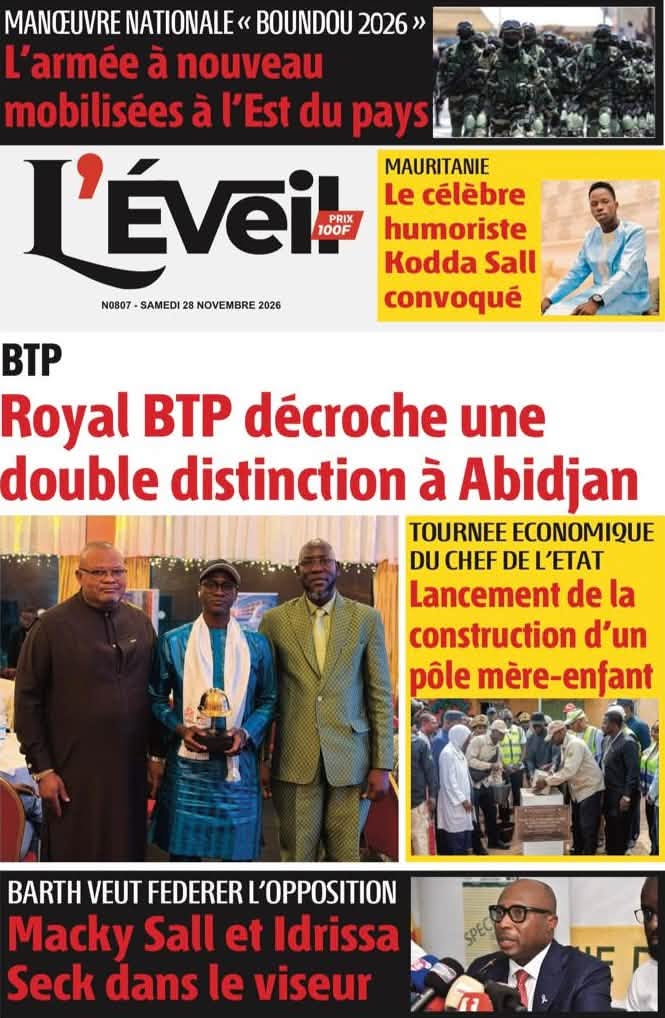 MANŒUVRE NATIONALE « BOUNDOU 2026 »
L’armée à nouveau
mobilisées à l’Est du pays
L’Éveil
PRIX
100F
N0807 - SAMEDI 28 NOVEMBRE 2026
MAURITANIE
Le célèbre
humoriste
Kodda Sall
convoqué
BTP
Royal BTP décroche une
double distinction à Abidjan
TOURNEE ECONOMIQUE
DU CHEF DE L’ETAT
Lancement de la
construction d’un
pôle mère-enfant
BARTH VEUT FEDERER L’OPPOSITION
Macky Sall et Idrissa
Seck dans le viseur